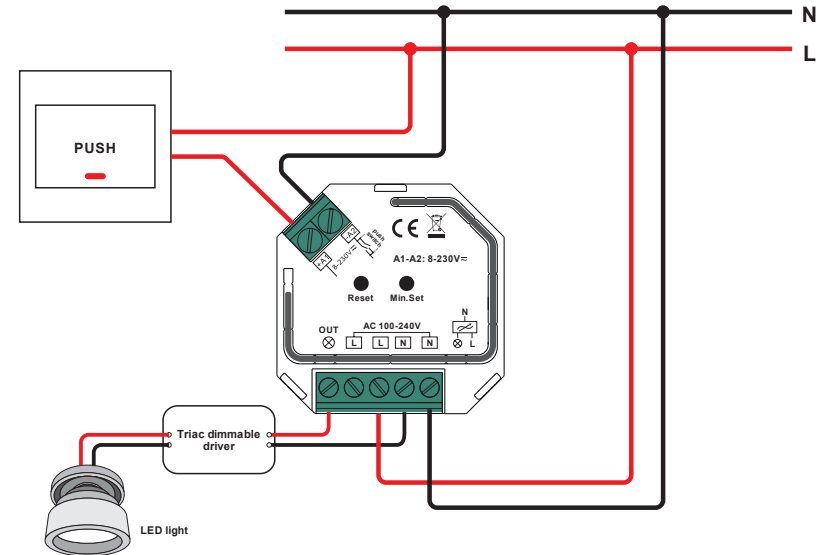 N
L
PUSH
+A1
-A2
8-230V≂
push
switch
CE
A1-A2: 8-230V≂
Reset
Min.Set
OUT
AC 100-240V
L
L
N
N
N
L
Triac dimmable
driver
LED light